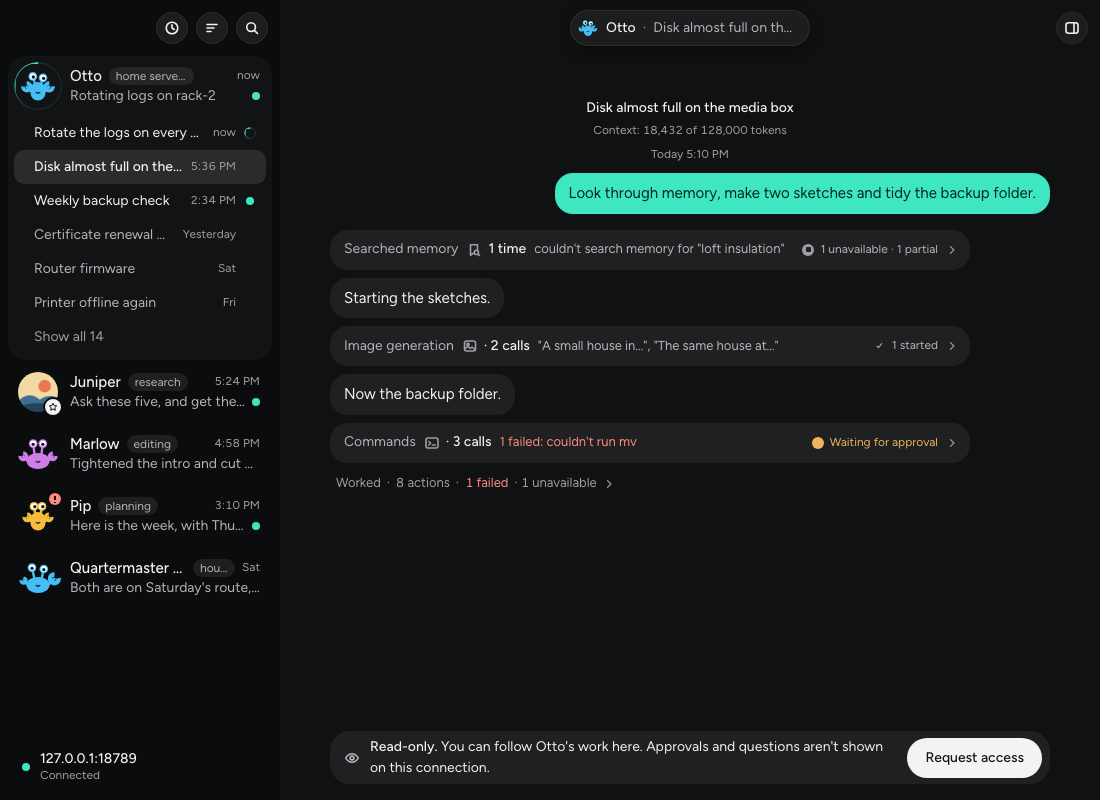 Otto · Disk almost full on th...
Otto home serve... now
Rotating logs on rack-2
Rotate the logs on every ... now
Disk almost full on the... 5:36 PM
Weekly backup check 2:34 PM
Certificate renewal ... Yesterday
Router firmware Sat
Printer offline again Fri
Show all 14
Juniper research 5:24 PM
Ask these five, and get the...
Marlow editing 4:58 PM
Tightened the intro and cut ...
Pip planning 3:10 PM
Here is the week, with Thu...
Quartermaster ... hou... Sat
Both are on Saturday's route,...
127.0.0.1:18789
Connected
Disk almost full on the media box
Context: 18,432 of 128,000 tokens
Today 5:10 PM
Look through memory, make two sketches and tidy the backup folder.
Searched memory 1 time couldn't search memory for "loft insulation" 1 unavailable · 1 partial
Starting the sketches.
Image generation · 2 calls "A small house in...", "The same house at..." 1 started
Now the backup folder.
Commands · 3 calls 1 failed: couldn't run mv Waiting for approval
Worked · 8 actions · 1 failed · 1 unavailable
Read-only. You can follow Otto's work here. Approvals and questions aren't shown
on this connection.
Request access